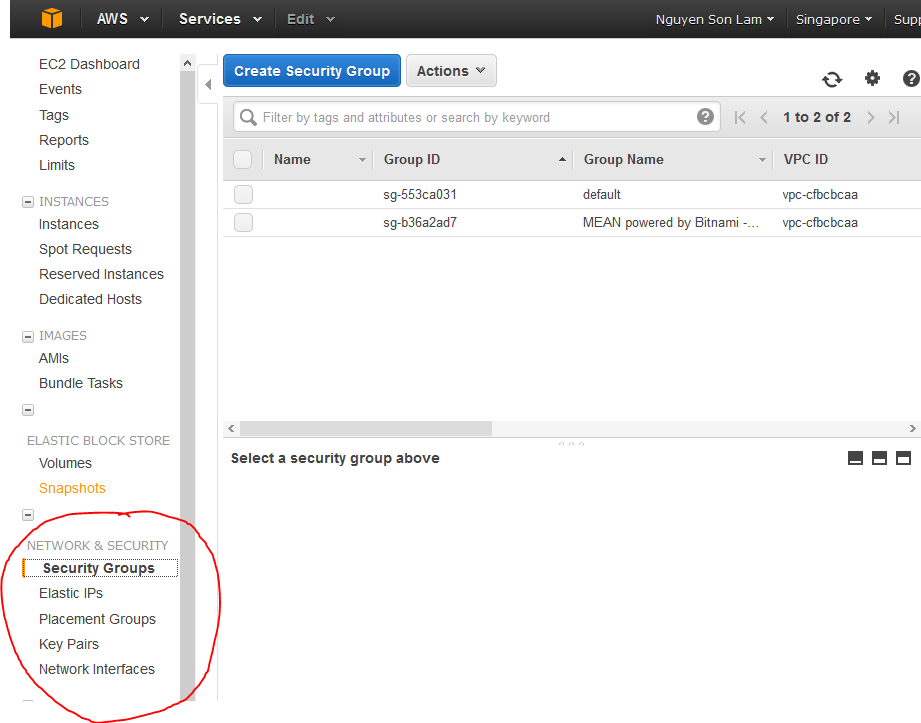 AWS Services Edit Nguyen Son Lam Singapore Supp
EC2 Dashboard
Events
Tags
Reports
Limits
INSTANCES
Instances
Spot Requests
Reserved Instances
Dedicated Hosts
IMAGES
AMIs
Bundle Tasks
ELASTIC BLOCK STORE
Volumes
Snapshots
NETWORK & SECURITY
Security Groups
Elastic IPs
Placement Groups
Key Pairs
Network Interfaces
Create Security Group Actions
Filter by tags and attributes or search by keyword 1 to 2 of 2
Name Group ID Group Name VPC ID
sg-553ca031 default vpc-cfbcbcaa
sg-b36a2ad7 MEAN powered by Bitnami -... vpc-cfbcbcaa
Select a security group above